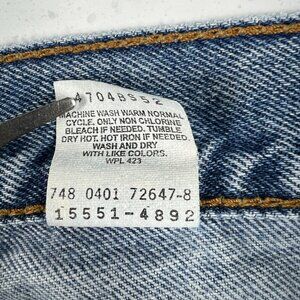 4704BS52
MACHINE WASH WARM NORMAL
CYCLE. ONLY NON CHLORINE
BLEACH IF NEEDED. TUMBLE
DRY HOT. HOT IRON IF NEEDED.
WASH AND DRY
WITH LIKE COLORS.
WPL 423
748 0401 72647-8
15551-4892